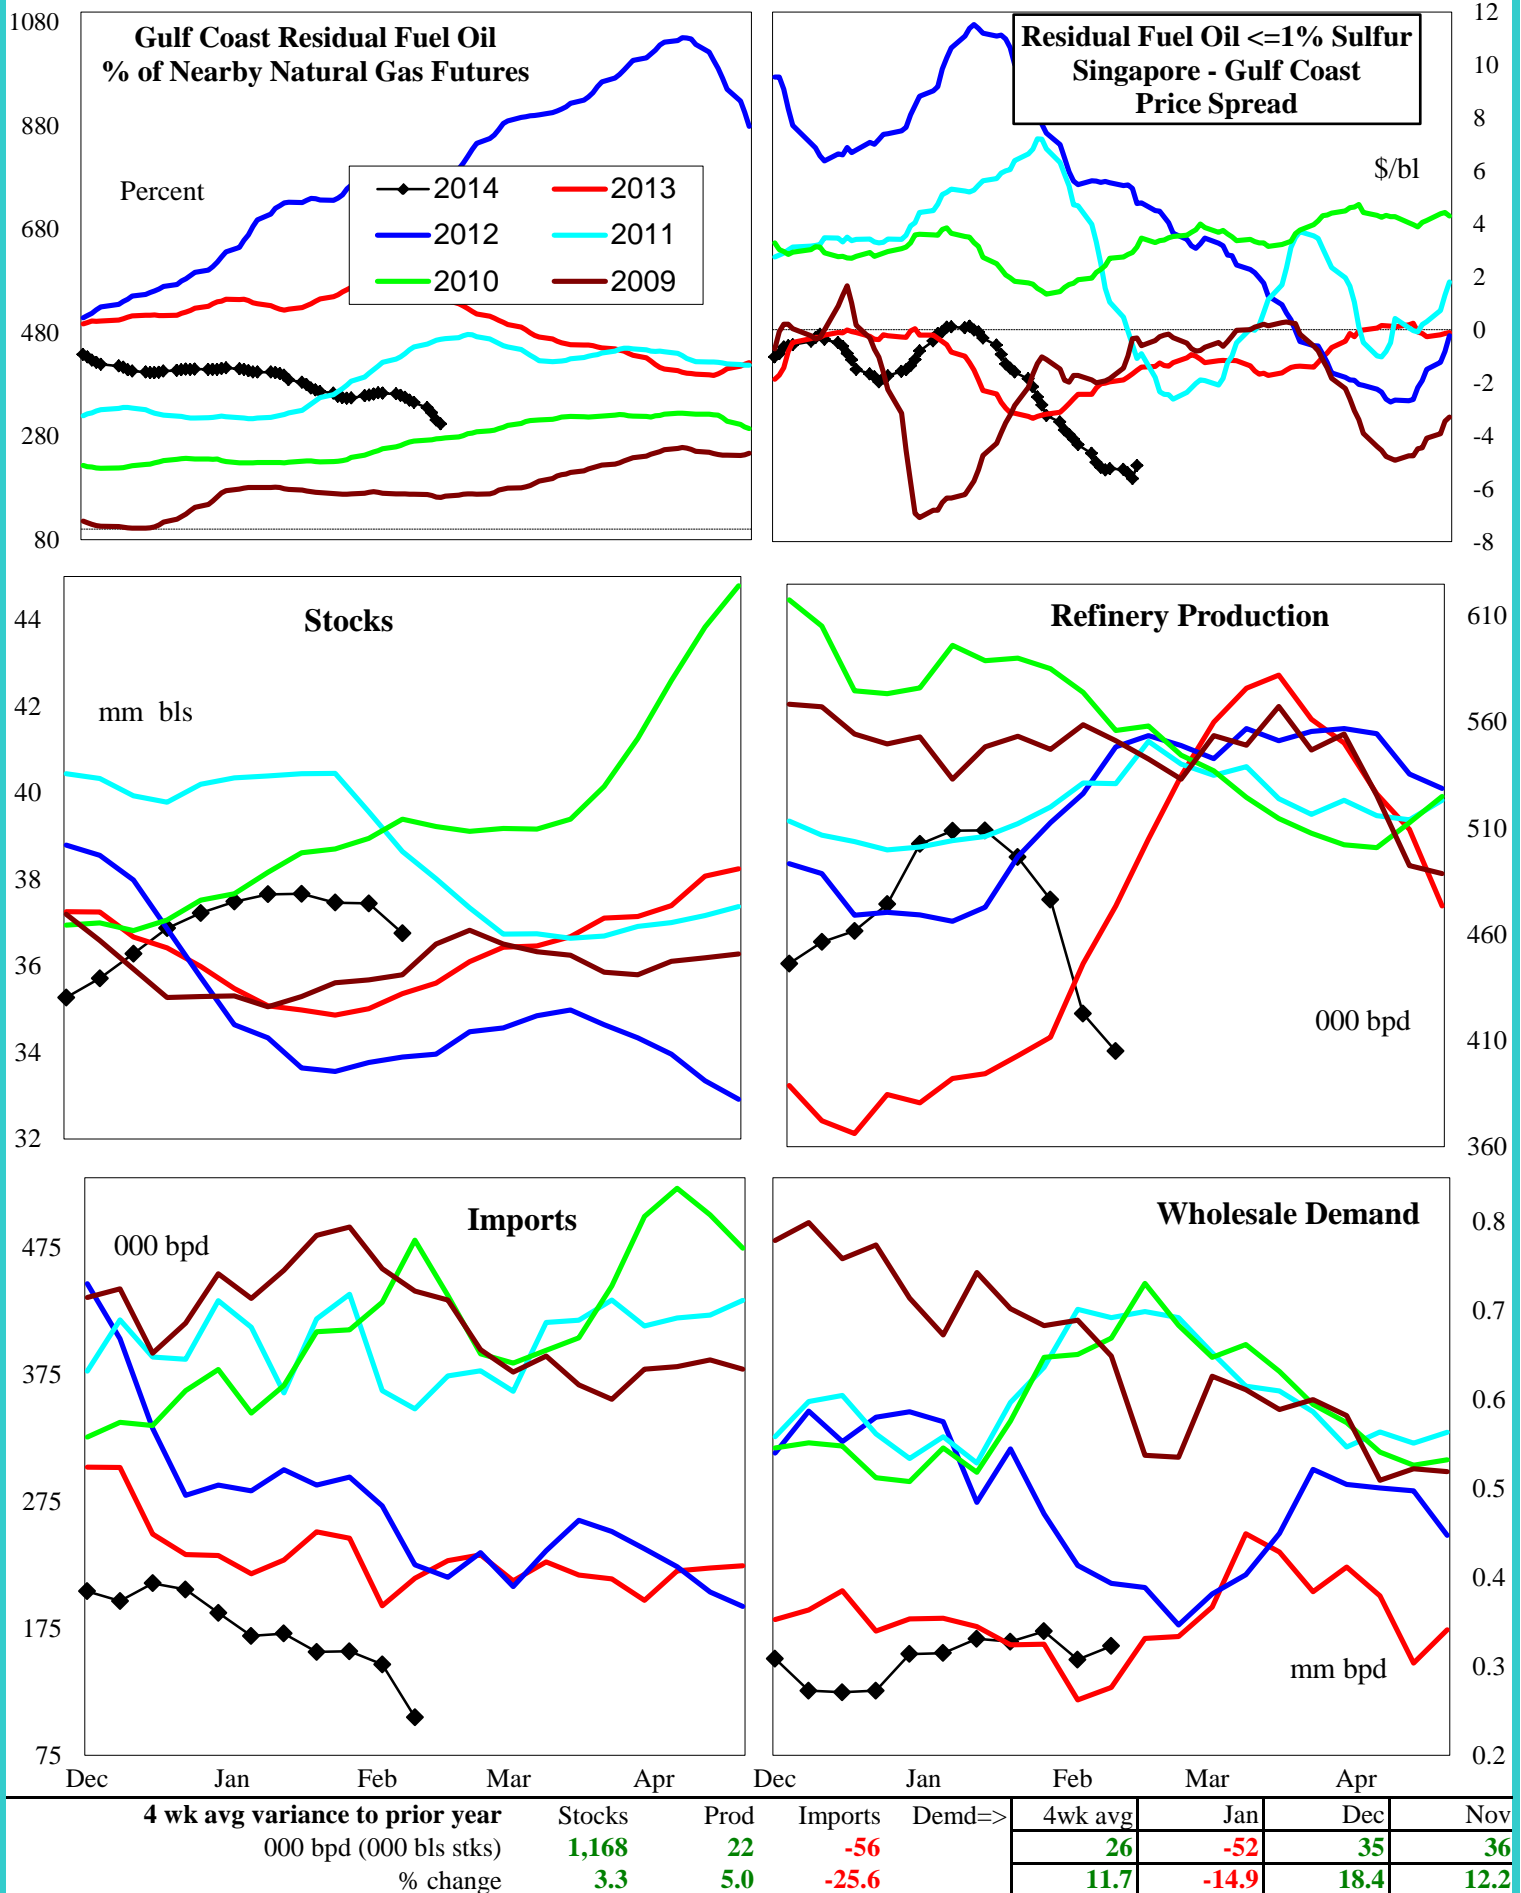 Gulf Coast Residual Fuel Oil
% of Nearby Natural Gas Futures
Percent
1080
880
680
480
280
80
2014
2013
2012
2011
2010
2009
Residual Fuel Oil <=1% Sulfur
Singapore - Gulf Coast
Price Spread
$/bl
12
10
8
6
4
2
0
-2
-4
-6
-8
Stocks
mm bls
44
42
40
38
36
34
32
Refinery Production
000 bpd
610
560
510
460
410
360
Imports
000 bpd
475
375
275
175
75
Dec Jan Feb Mar Apr
Wholesale Demand
mm bpd
0.8
0.7
0.6
0.5
0.4
0.3
0.2
Dec Jan Feb Mar Apr
4 wk avg variance to prior year Stocks Prod Imports Demd=> 4wk avg Jan Dec Nov
000 bpd (000 bls stks) 1,168 22 -56 26 -52 35 36
% change 3.3 5.0 -25.6 11.7 -14.9 18.4 12.2